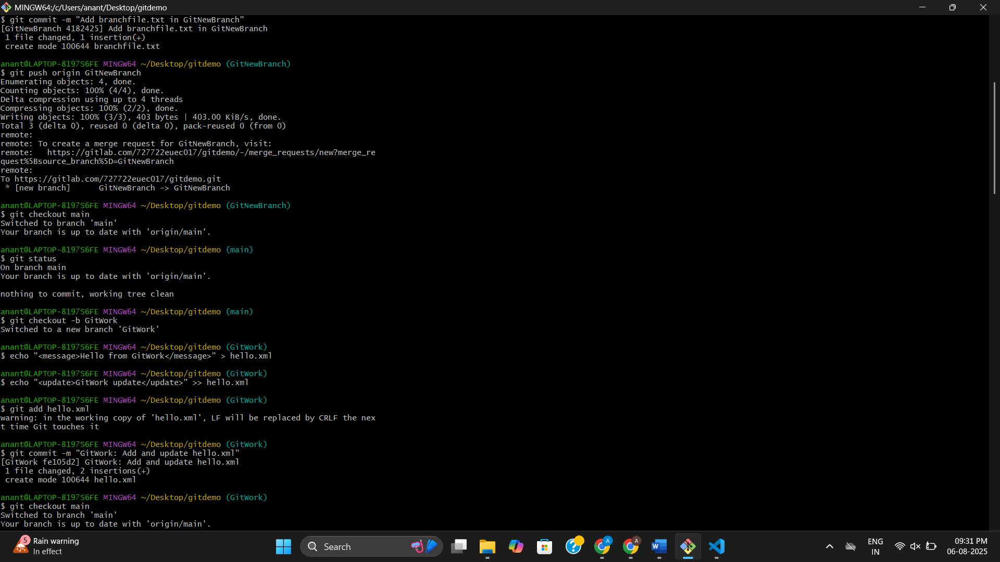 MINGW64:/c/Users/anant/Desktop/gitdemo
$ git commit -m "Add branchfile.txt in GitNewBranch"
[GitNewBranch 4182425] Add branchfile.txt in GitNewBranch
 1 file changed, 1 insertion(+)
 create mode 100644 branchfile.txt
anant@LAPTOP-8197S6FE MINGW64 ~/Desktop/gitdemo (GitNewBranch)
$ git push origin GitNewBranch
Enumerating objects: 4, done.
Counting objects: 100% (4/4), done.
Delta compression using up to 4 threads
Compressing objects: 100% (2/2), done.
Writing objects: 100% (3/3), 403 bytes | 403.00 KiB/s, done.
Total 3 (delta 0), reused 0 (delta 0), pack-reused 0 (from 0)
remote:
remote: To create a merge request for GitNewBranch, visit:
remote:   https://gitlab.com/727722euec017/gitdemo/-/merge_requests/new?merge_re
quest%5Bsource_branch%5D=GitNewBranch
remote:
To https://gitlab.com/727722euec017/gitdemo.git
 * [new branch]      GitNewBranch -> GitNewBranch
anant@LAPTOP-8197S6FE MINGW64 ~/Desktop/gitdemo (GitNewBranch)
$ git checkout main
Switched to branch 'main'
Your branch is up to date with 'origin/main'.
anant@LAPTOP-8197S6FE MINGW64 ~/Desktop/gitdemo (main)
$ git status
On branch main
Your branch is up to date with 'origin/main'.
nothing to commit, working tree clean
anant@LAPTOP-8197S6FE MINGW64 ~/Desktop/gitdemo (main)
$ git checkout -b GitWork
Switched to a new branch 'GitWork'
anant@LAPTOP-8197S6FE MINGW64 ~/Desktop/gitdemo (GitWork)
$ echo "<message>Hello from GitWork</message>" > hello.xml
anant@LAPTOP-8197S6FE MINGW64 ~/Desktop/gitdemo (GitWork)
$ echo "<update>GitWork update</update>" >> hello.xml
anant@LAPTOP-8197S6FE MINGW64 ~/Desktop/gitdemo (GitWork)
$ git add hello.xml
warning: in the working copy of 'hello.xml', LF will be replaced by CRLF the nex
t time Git touches it
anant@LAPTOP-8197S6FE MINGW64 ~/Desktop/gitdemo (GitWork)
$ git commit -m "GitWork: Add and update hello.xml"
[GitWork fe105d2] GitWork: Add and update hello.xml
 1 file changed, 2 insertions(+)
 create mode 100644 hello.xml
anant@LAPTOP-8197S6FE MINGW64 ~/Desktop/gitdemo (GitWork)
$ git checkout main
Switched to branch 'main'
Your branch is up to date with 'origin/main'.
5
Rain warning
In effect
Search
A
A
W
ENG
IN
09:31 PM
06-08-2025